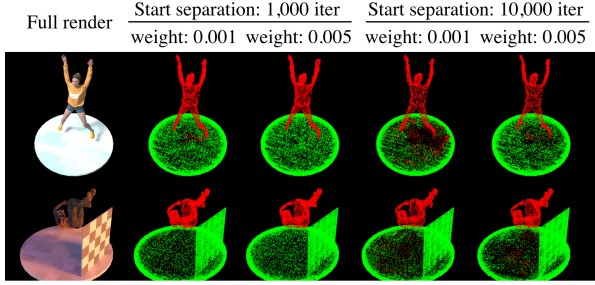 Full render
Start separation: 1,000 iter
Start separation: 10,000 iter
weight: 0.001
weight: 0.005
weight: 0.001
weight: 0.005